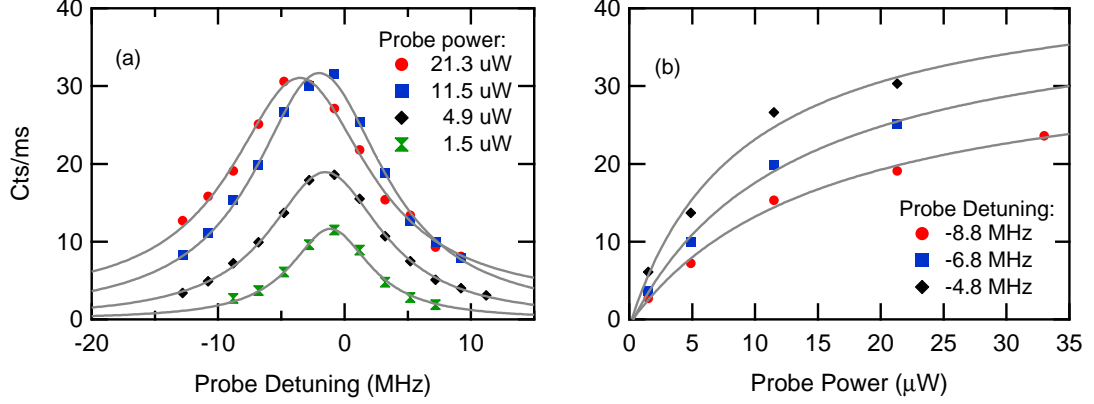 40
30
20
10
0
Cts/ms
-20
-10
0
10
Probe Detuning (MHz)
(a)
Probe power:
21.3 uW
11.5 uW
4.9 uW
1.5 uW
40
30
20
10
0
0
5
10
15
20
25
30
35
Probe Power (μW)
(b)
Probe Detuning:
-8.8 MHz
-6.8 MHz
-4.8 MHz